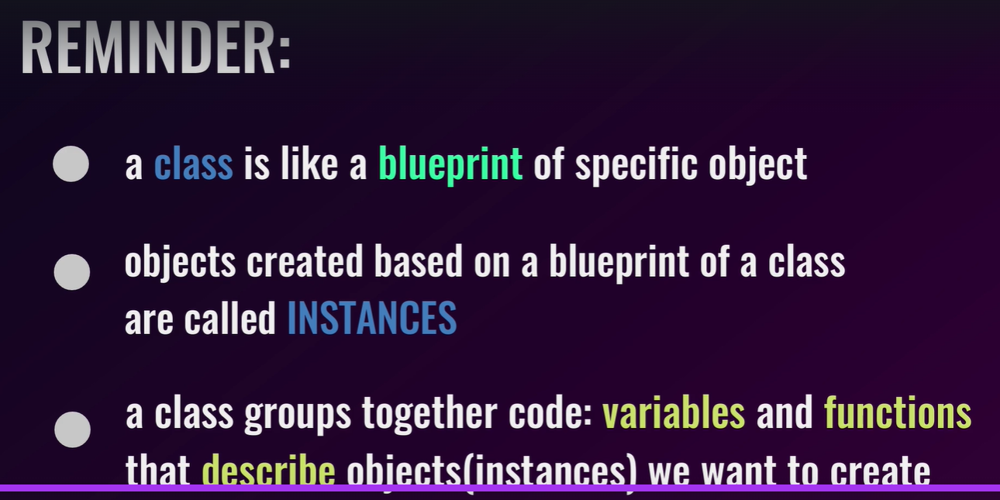 REMINDER:
a class is like a blueprint of specific object
objects created based on a blueprint of a class
are called INSTANCES
a class groups together code: variables and functions
that describe objects(instances) we want to create